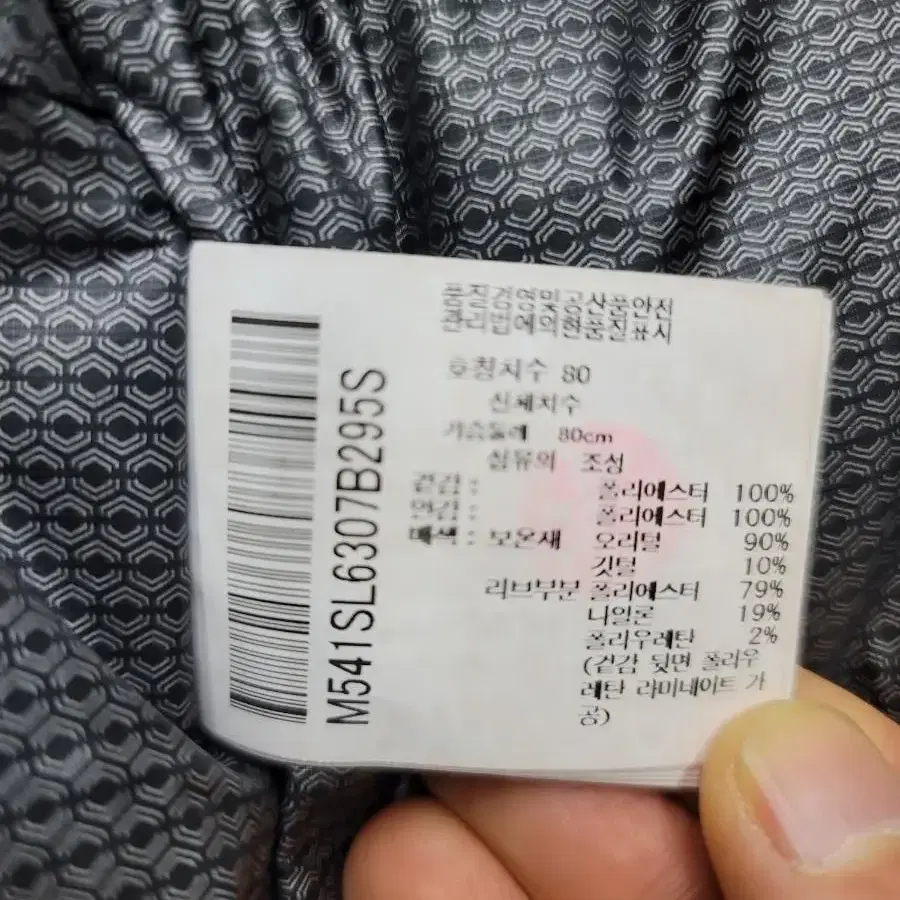 M541SL6307B295S
품질경영및공산품안전
관리법에의한품질표시
호칭치수 80
신체치수
가슴둘레 80cm
섬유의 조성
겉감 : 폴리에스터 100%
안감 : 폴리에스터 100%
배색 : 보온재 오리털 90%
깃털 10%
리브부분 폴리에스터 79%
나일론 19%
폴리우레탄 2%
(겉감 뒷면 폴리우
레탄 라미네이트 가
공)